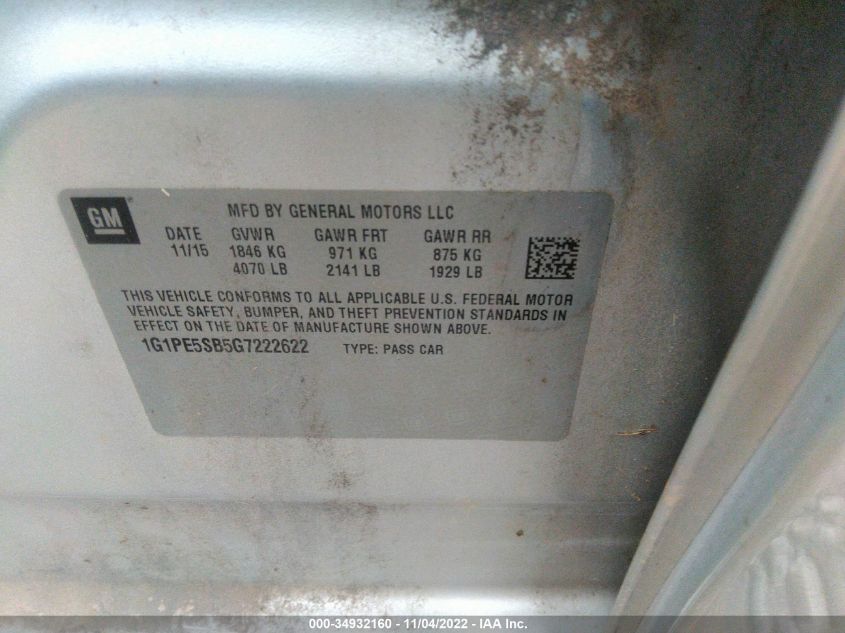 GM
MFD BY GENERAL MOTORS LLC
DATE GVWR GAWR FRT GAWR RR
11/15 1846 KG 971 KG 875 KG
4070 LB 2141 LB 1929 LB
THIS VEHICLE CONFORMS TO ALL APPLICABLE U.S. FEDERAL MOTOR
VEHICLE SAFETY, BUMPER, AND THEFT PREVENTION STANDARDS IN
EFFECT ON THE DATE OF MANUFACTURE SHOWN ABOVE.
1G1PE5SB5G7222622 TYPE: PASS CAR
000-34932160 - 11/04/2022 - IAA Inc.